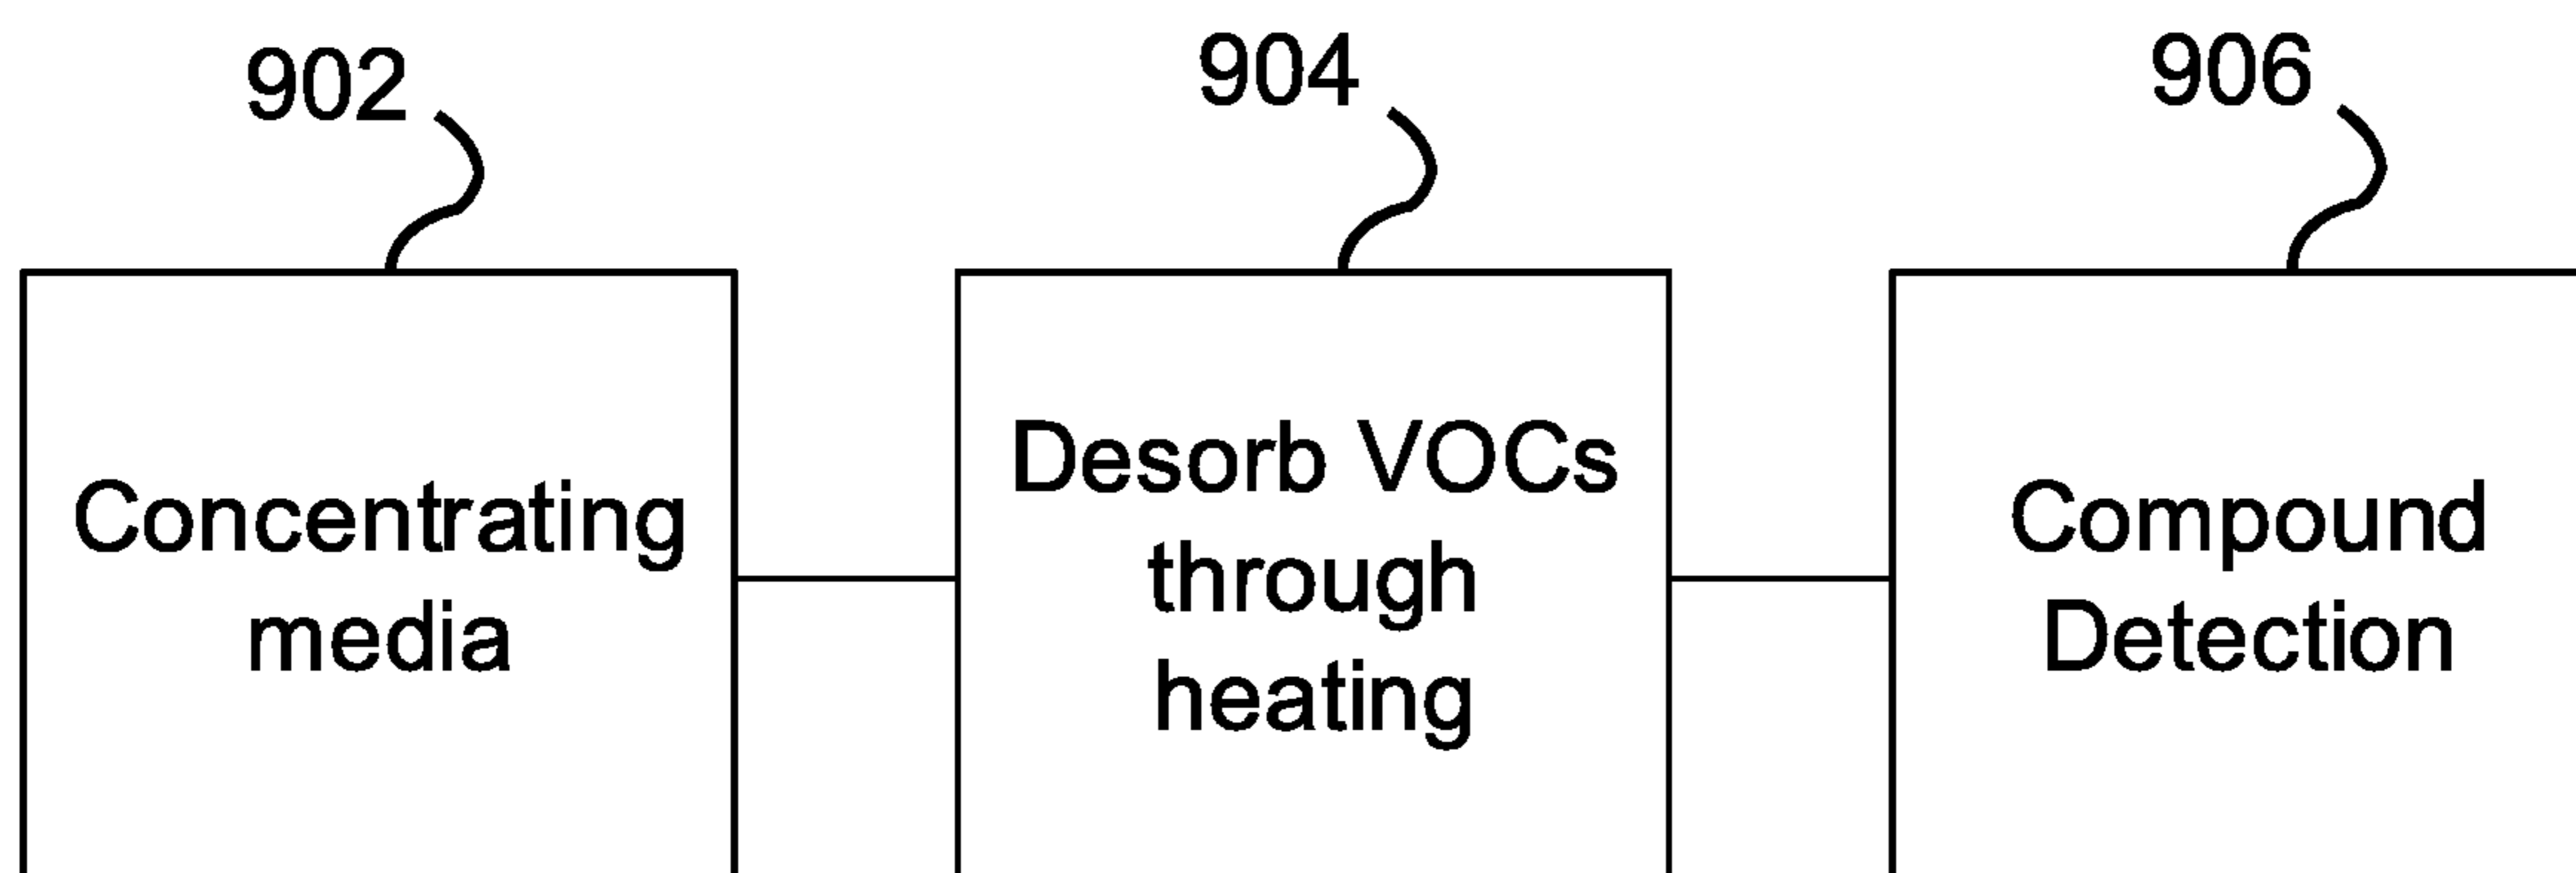 902
904
906
Concentrating
media
Desorb VOCs
through
heating
Compound
Detection